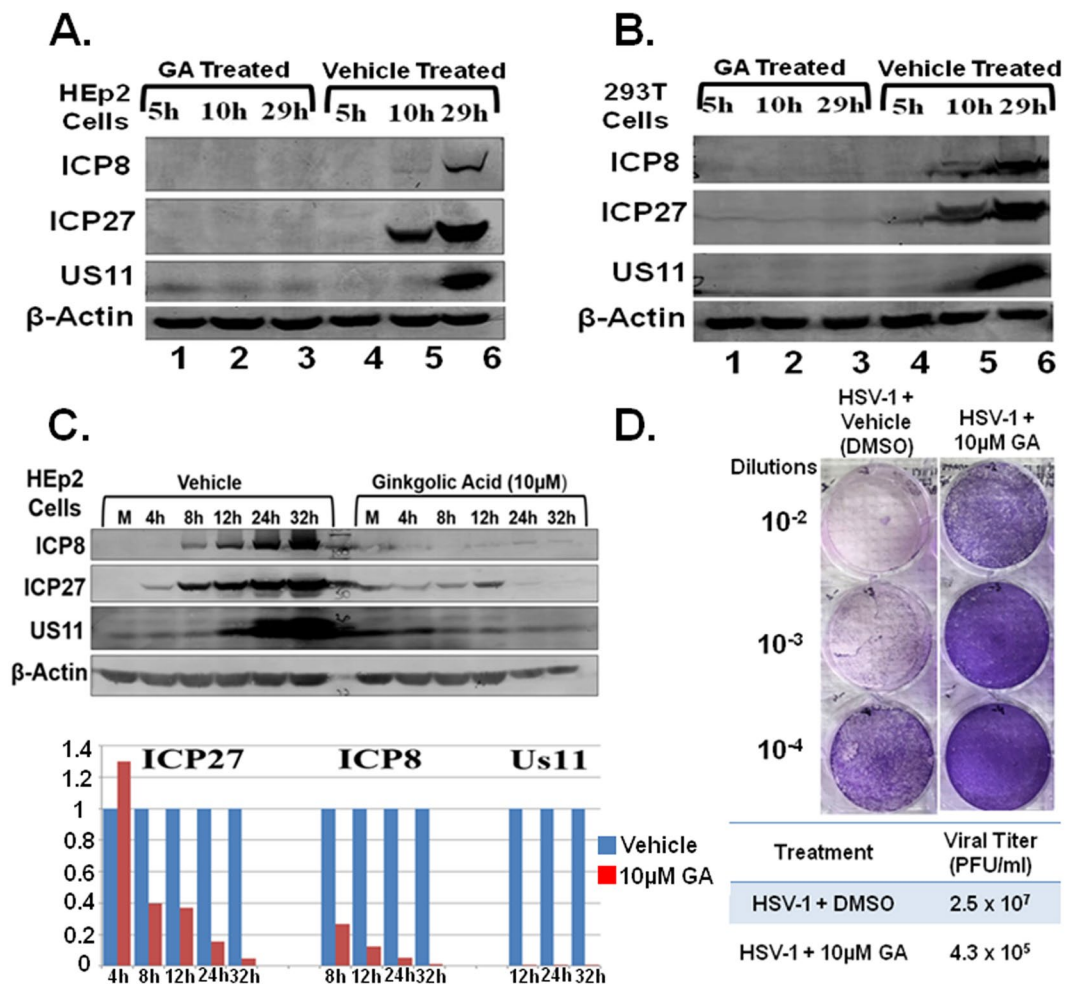 A.
GA Treated Vehicle Treated
HEp2
Cells
5h 10h 29h 5h 10h 29h
ICP8
ICP27
US11
β-Actin
1 2 3 4 5 6
B.
GA Treated Vehicle Treated
293T
Cells
5h 10h 29h 5h 10h 29h
ICP8
ICP27
US11
β-Actin
1 2 3 4 5 6
C.
HEp2
Cells
Vehicle Ginkgolic Acid (10μM)
M 4h 8h 12h 24h 32h M 4h 8h 12h 24h 32h
ICP8
ICP27
US11
β-Actin
1.4
1.2
1
0.8
0.6
0.4
0.2
0
ICP27 ICP8 Us11
4h 8h 12h 24h 32h 8h 12h 24h 32h 12h 24h 32h
Vehicle
10μM GA
D.
HSV-1 +
Vehicle
(DMSO)
HSV-1 +
10μM GA
Dilutions
10-2
10-3
10-4
Treatment Viral Titer
(PFU/ml)
HSV-1 + DMSO 2.5 x 10⁷
HSV-1 + 10μM GA 4.3 x 10⁵